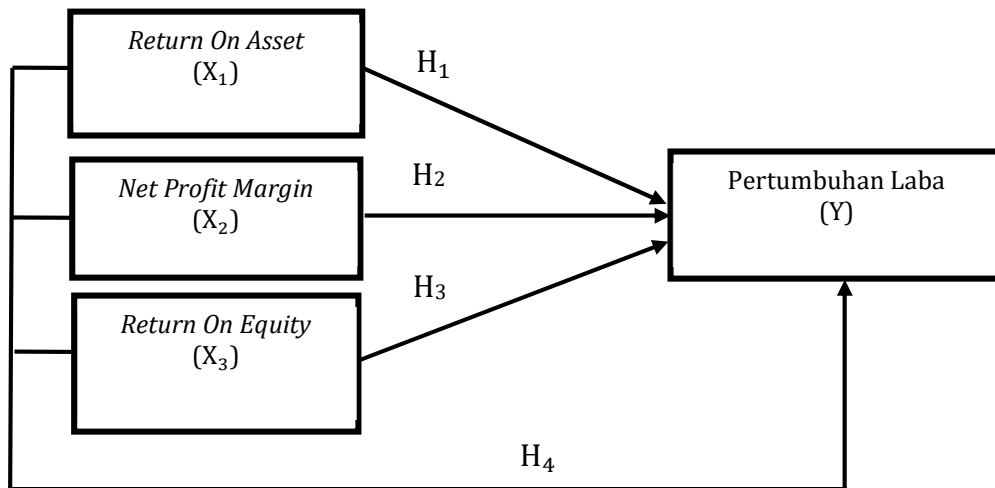 Return On Asset
(X₁)
H₁
Net Profit Margin
(X₂)
H₂
Pertumbuhan Laba
(Y)
Return On Equity
(X₃)
H₃
H₄